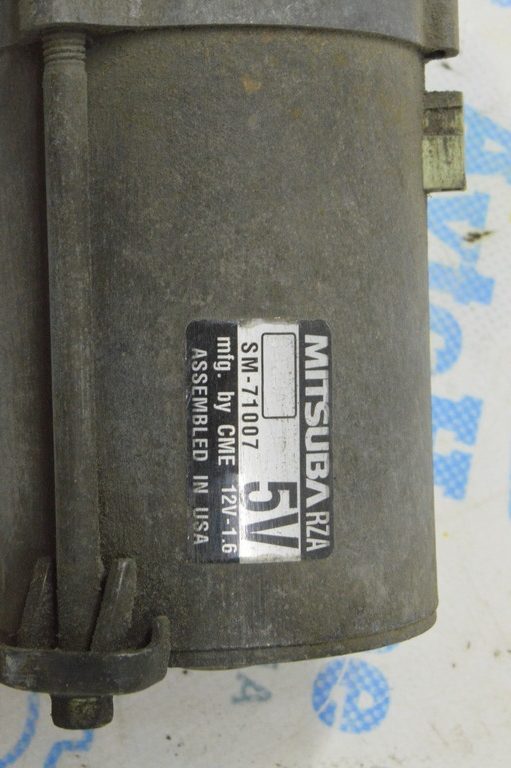 MITSUBA RZA
5V
SM-71007
mfg. by CME 12V-1.6
ASSEMBLED IN USA